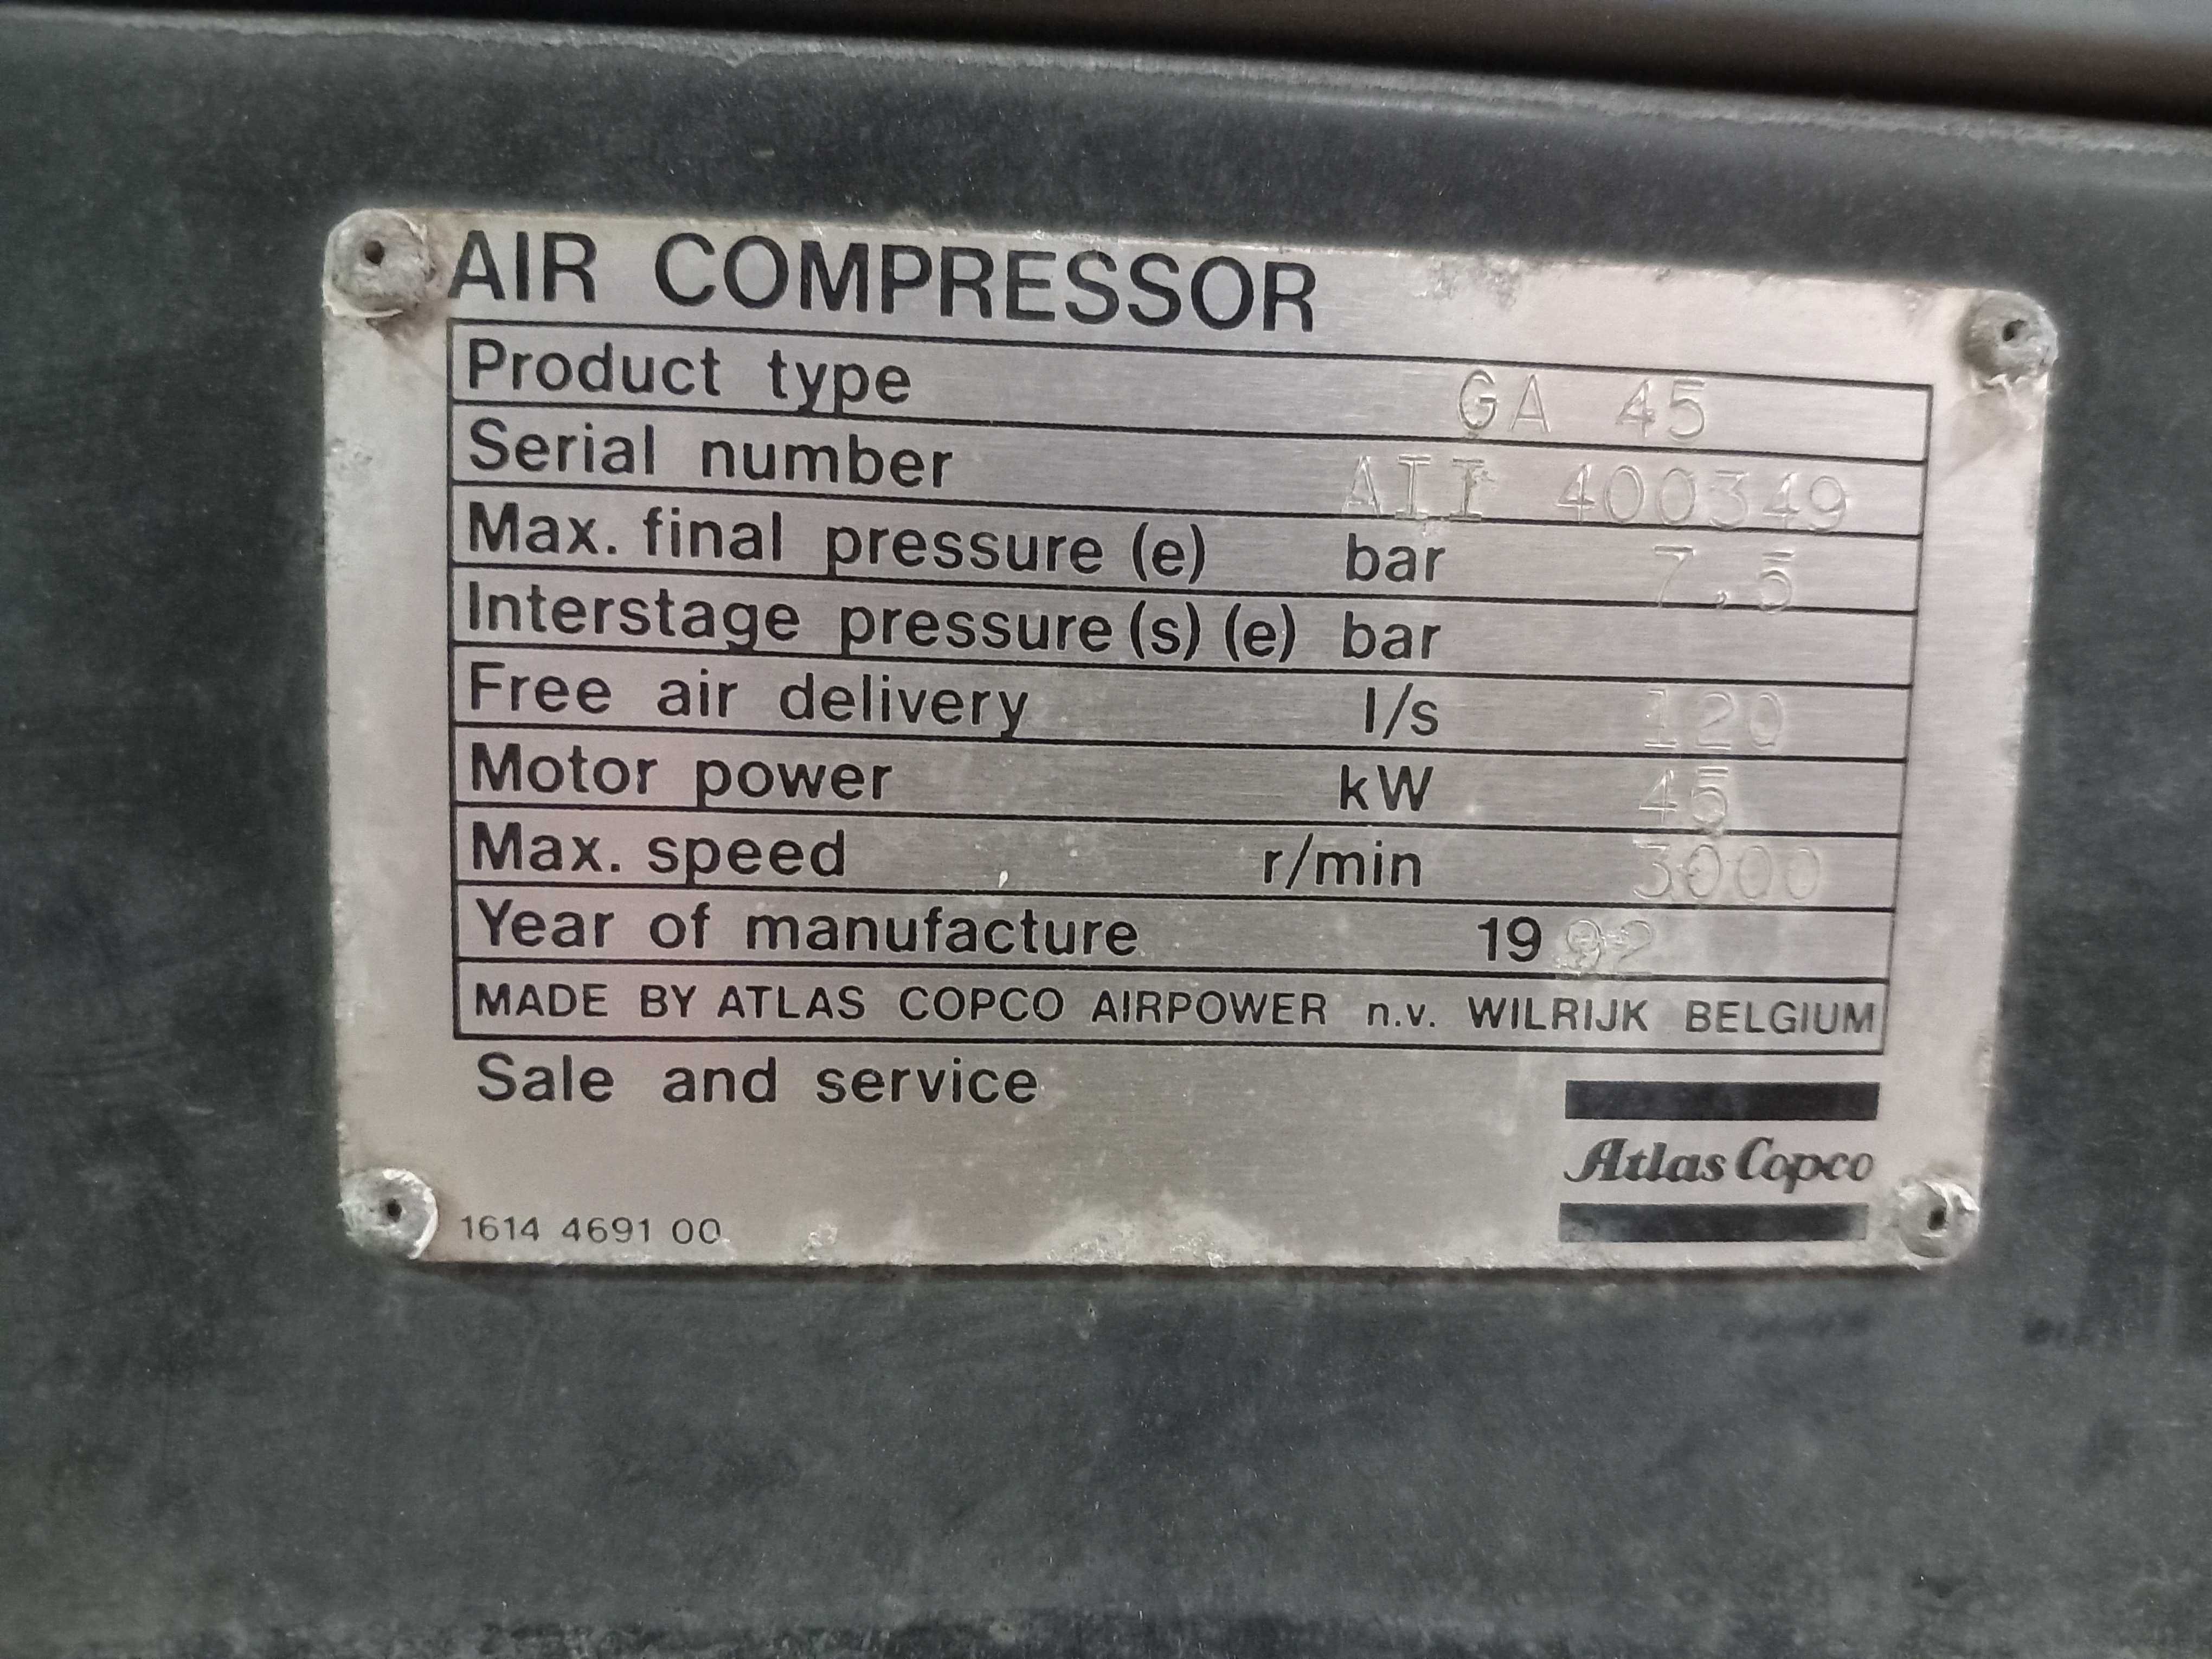 AIR COMPRESSOR
Product type GA 45
Serial number AII 400349
Max. final pressure (e) bar 7.5
Interstage pressure (s) (e) bar
Free air delivery l/s 120
Motor power kW 45
Max. speed r/min 3000
Year of manufacture 1992
MADE BY ATLAS COPCO AIRPOWER n.v. WILRIJK BELGIUM
Sale and service
Atlas Copco
1614 4691 00